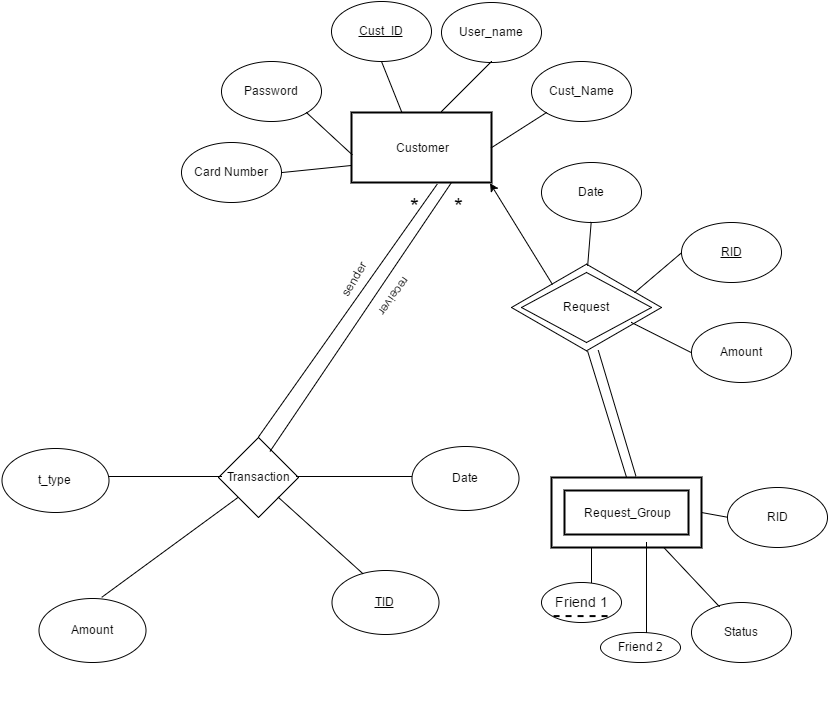 Cust_ID
User_name
Password
Cust_Name
Customer
Card Number
Date
*
*
RID
sender
receiver
Request
Amount
t_type
Transaction
Date
Request_Group
RID
TID
Friend 1
Amount
Status
Friend 2